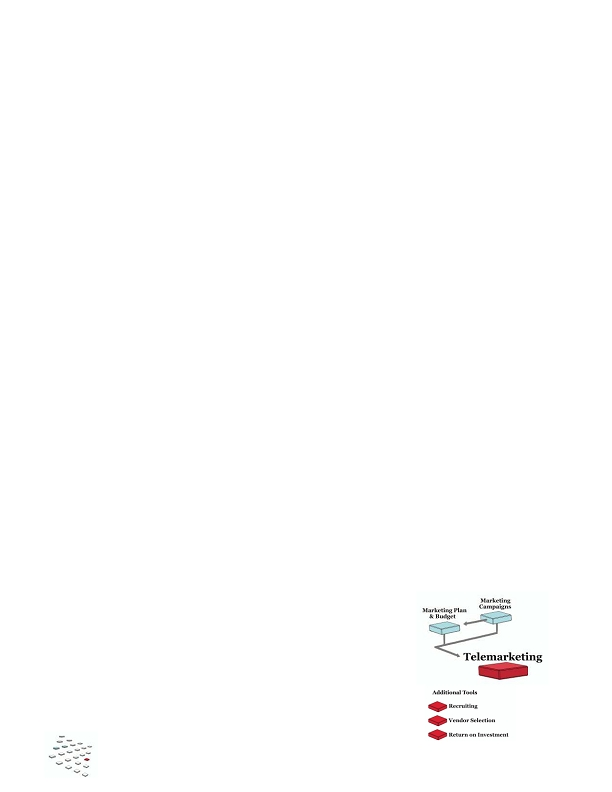 Marketing
Campaigns
Marketing Plan
& Budget
Telemarketing
Additional Tools
Recruiting
Vendor Selection
Return on Investment